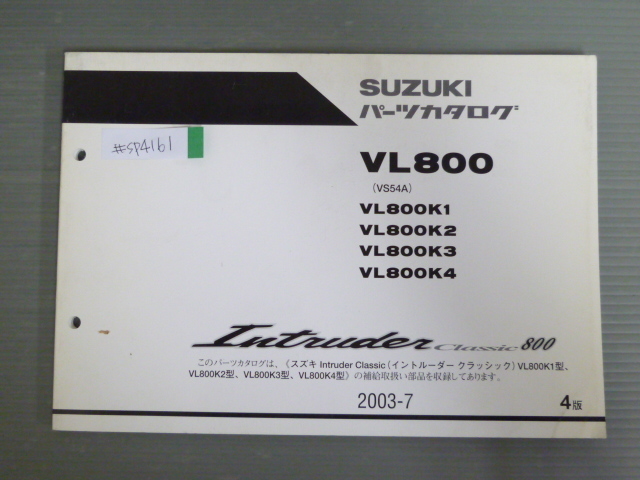 SUZUKI
パーツカタログ
#SP4161
VL800
(VS54A)
VL800K1
VL800K2
VL800K3
VL800K4
Intruder Classic 800
このパーツカタログは、《スズキ Intruder Classic（イントルーダー クラッシック）VL800K1型、
VL800K2型、VL800K3型、VL800K4型》の補給取扱い部品を収録してあります。
2003-7
4版